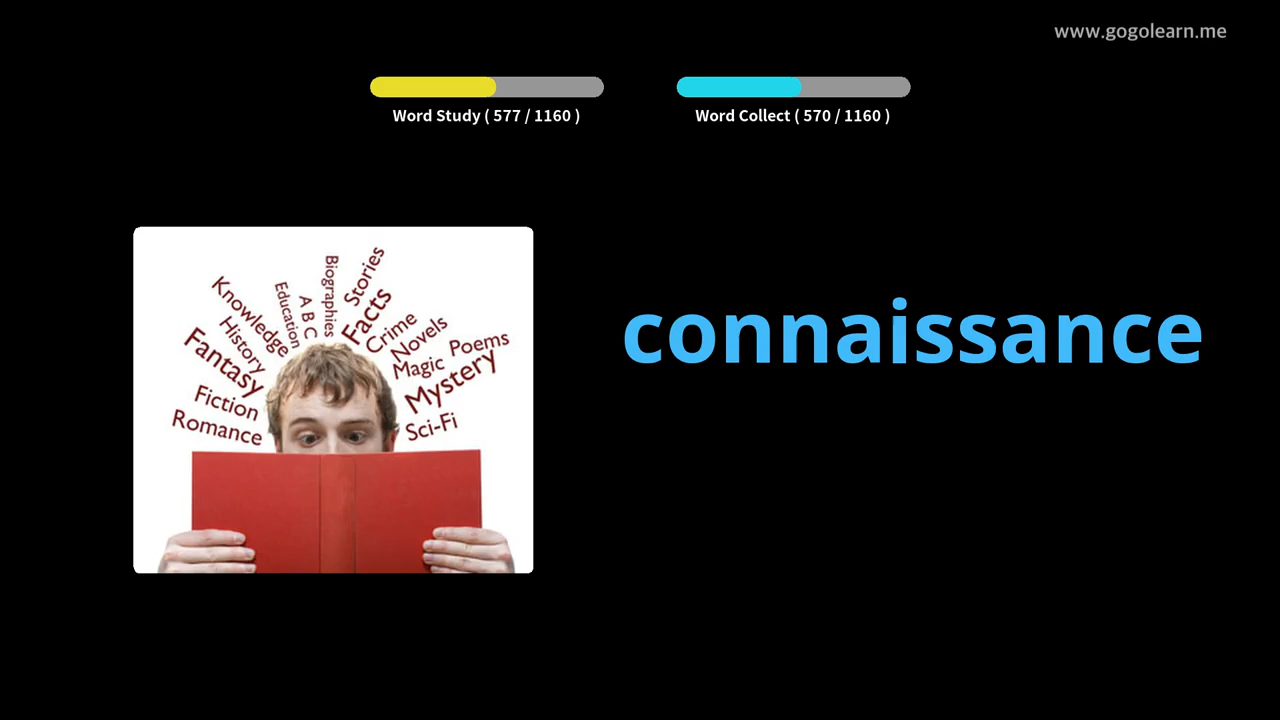 www.gogolearn.me
Word Study ( 577 / 1160 )
Word Collect ( 570 / 1160 )
connaissance
Biographies
Stories
Education
A B C
Facts
Knowledge
History
Crime
Novels
Poems
Fantasy
Magic
Mystery
Fiction
Romance
Sci-Fi